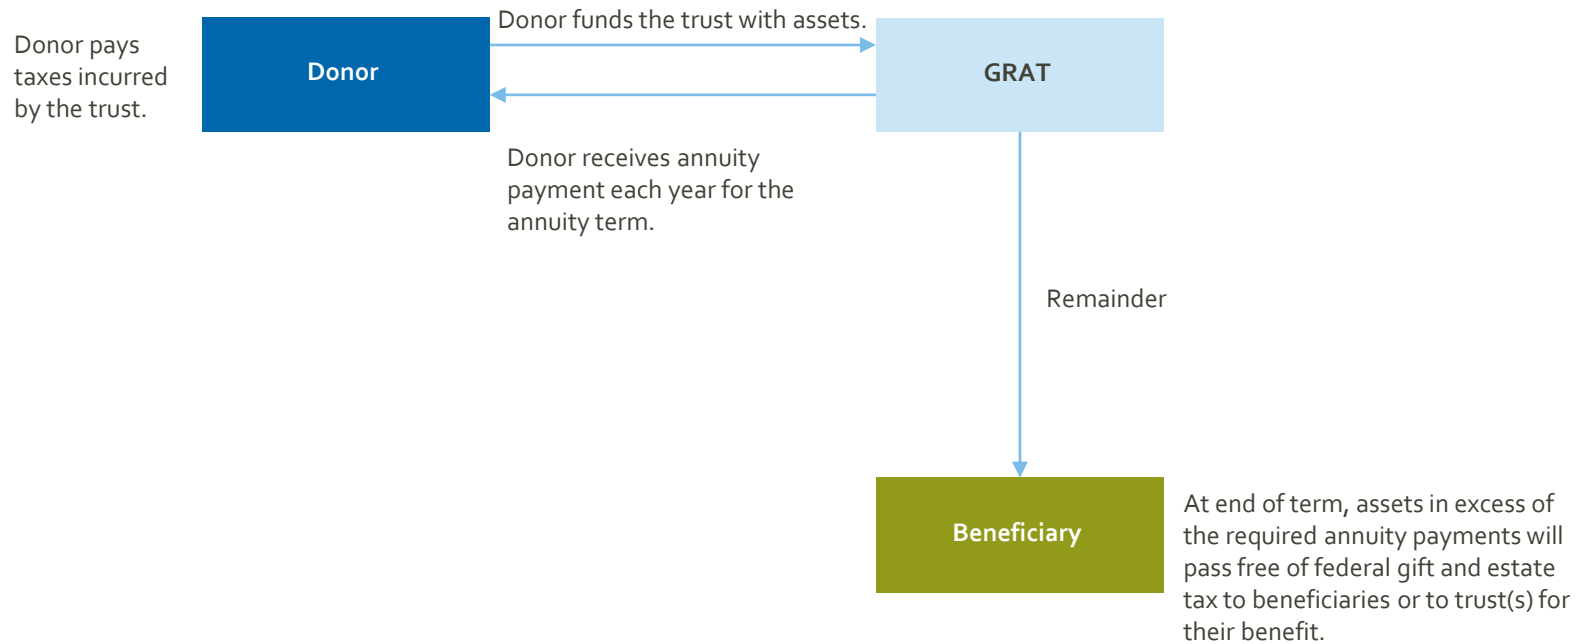 Donor funds the trust with assets.
Donor pays
taxes incurred
by the trust.
Donor
GRAT
Donor receives annuity
payment each year for the
annuity term.
Remainder
Beneficiary
At end of term, assets in excess of
the required annuity payments will
pass free of federal gift and estate
tax to beneficiaries or to trust(s) for
their benefit.